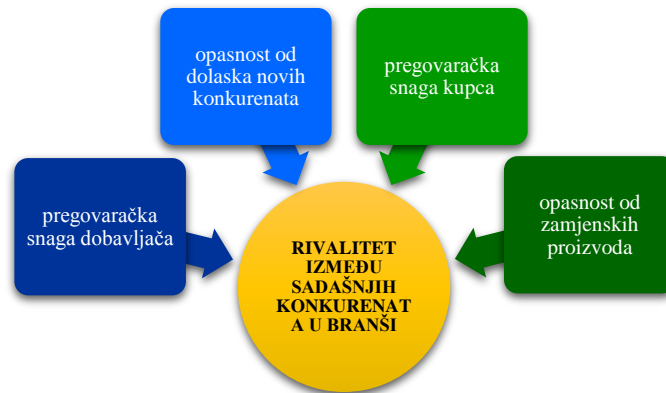 opasnost od
dolaska novih
konkurenata
pregovaračka
snaga kupca
pregovaračka
snaga dobavljača
opasnost od
zamjenskih
proizvoda
RIVALITET
IZMEĐU
SADAŠNJIH
KONKURENAT
A U BRANŠI